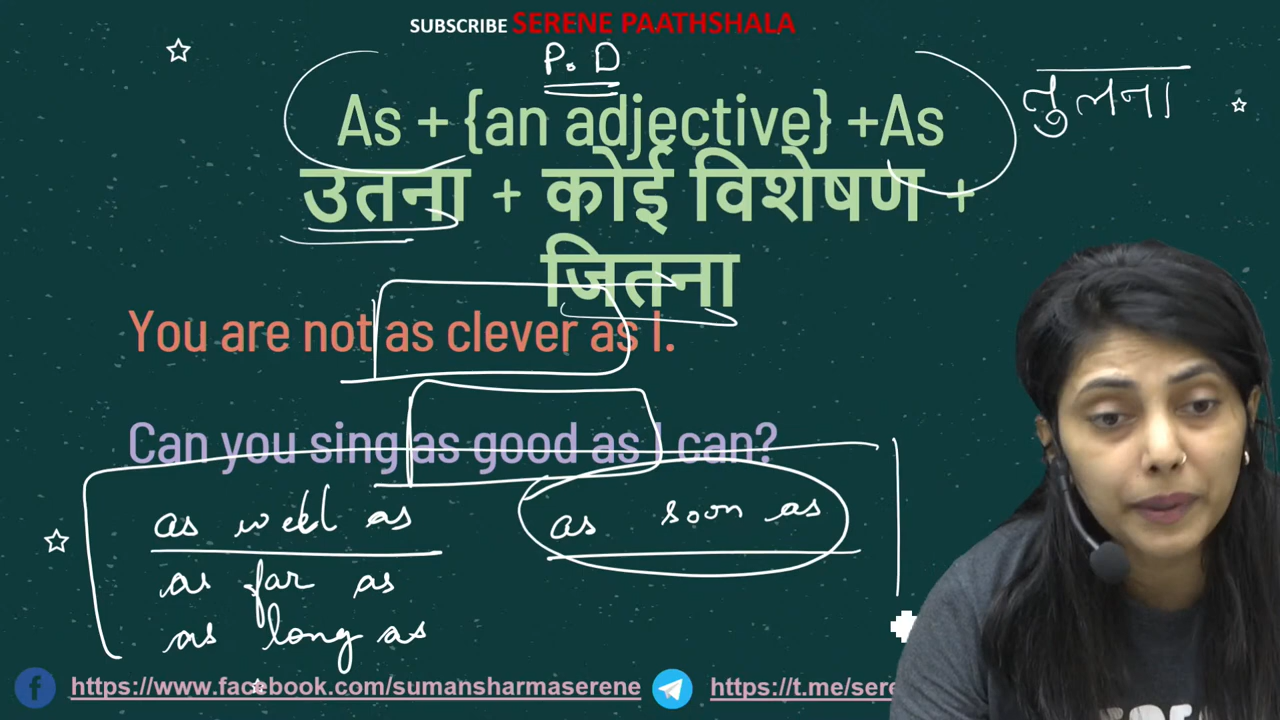 SUBSCRIBE SERENE PAATHSHALA
P. D
As + {an adjective} +As
तुलना
उतना + कोई विशेषण +
जितना
You are not as clever as I.
Can you sing as good as I can?
as well as
as soon as
as far as
as long as
https://www.facebook.com/sumansharmaserene
https://t.me/sere